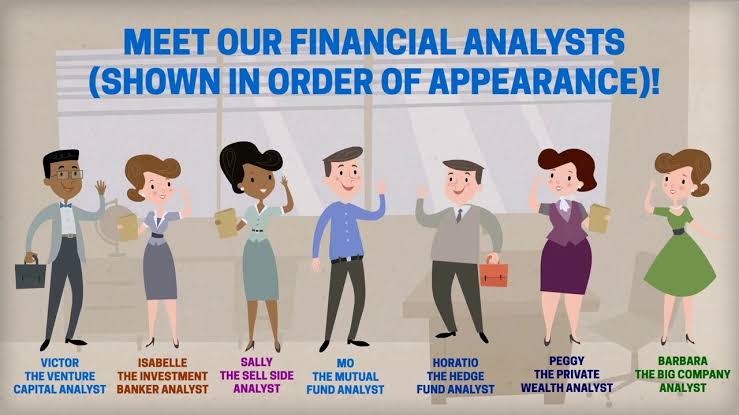 MEET OUR FINANCIAL ANALYSTS
(SHOWN IN ORDER OF APPEARANCE)!
VICTOR
THE VENTURE
CAPITAL ANALYST
ISABELLE
THE INVESTMENT
BANKER ANALYST
SALLY
THE SELL SIDE
ANALYST
MO
THE MUTUAL
FUND ANALYST
HORATIO
THE HEDGE
FUND ANALYST
PEGGY
THE PRIVATE
WEALTH ANALYST
BARBARA
THE BIG COMPANY
ANALYST